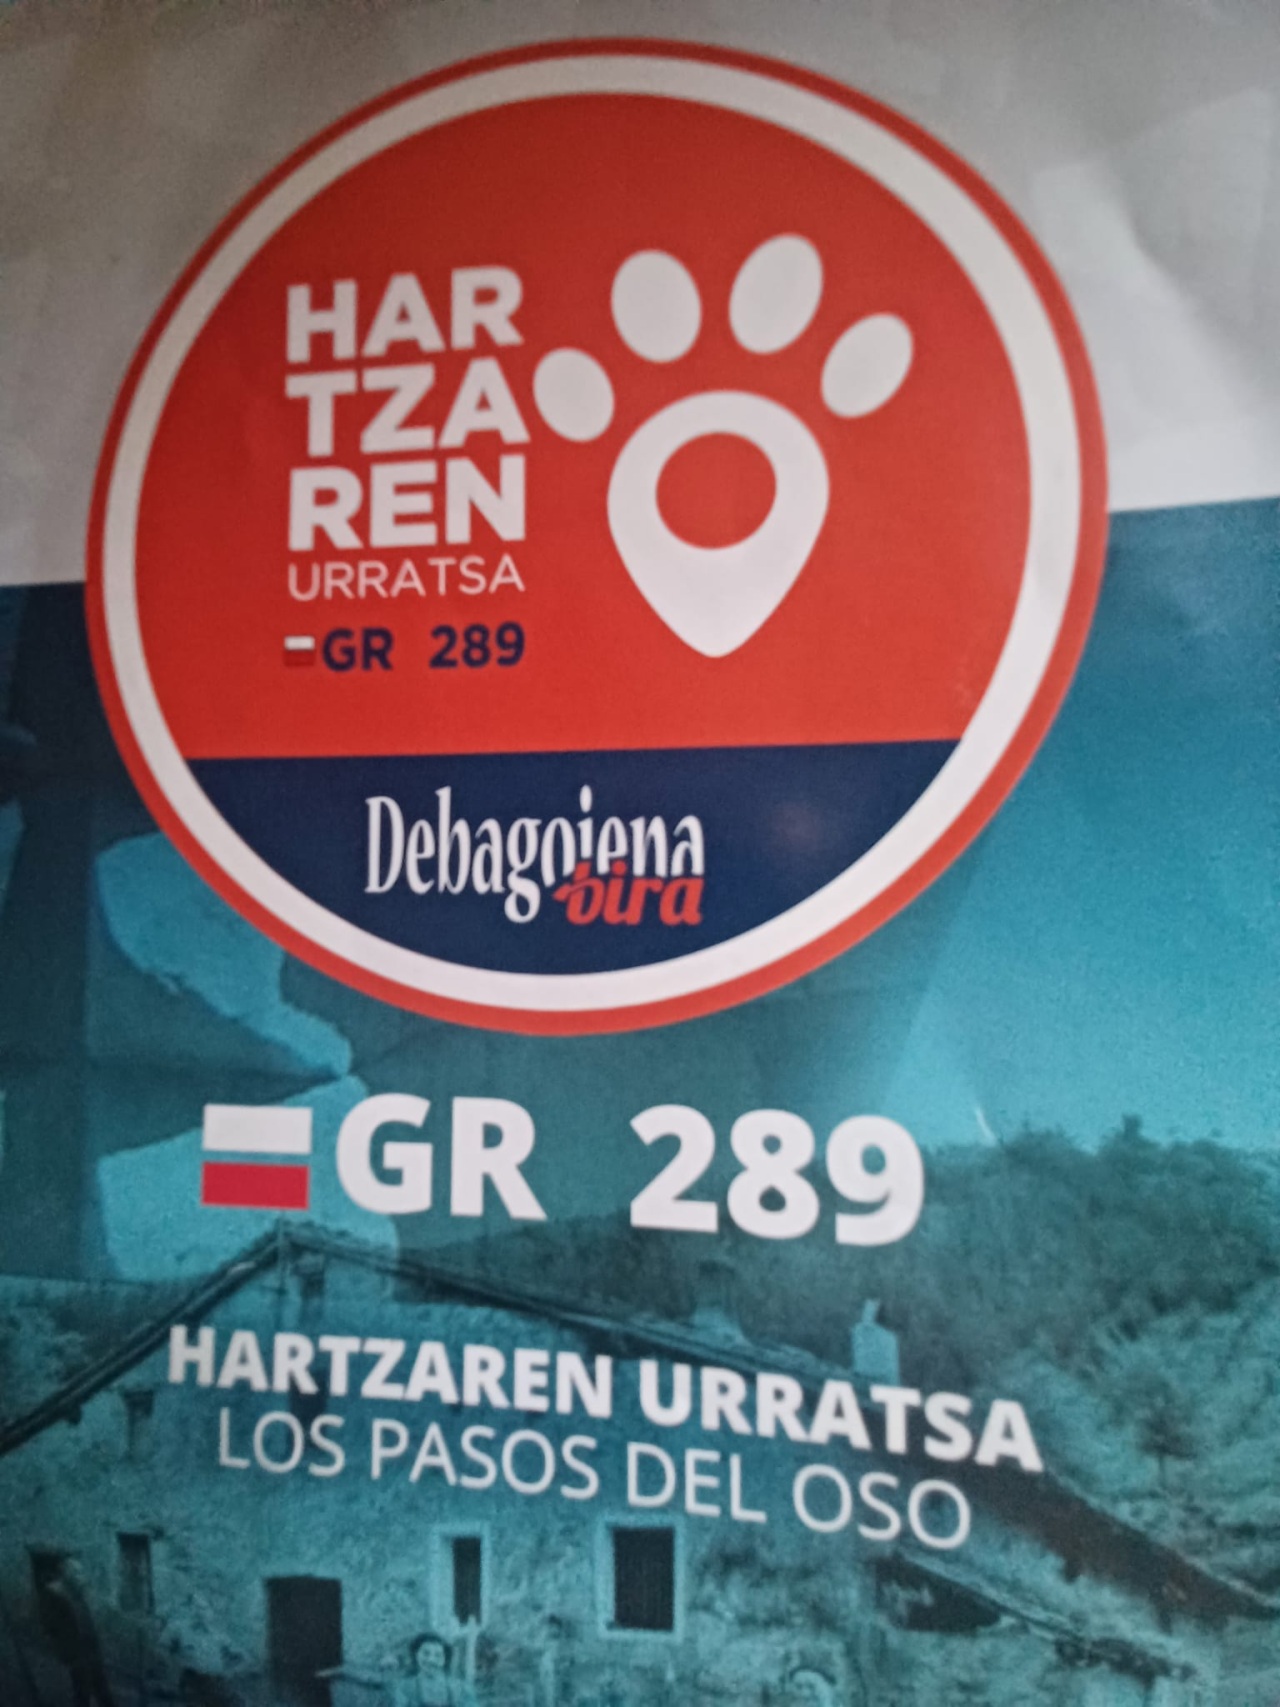 HAR
TZA
REN
URRATSA
GR 289
Debagoiena
bira
GR 289
HARTZAREN URRATSA
LOS PASOS DEL OSO